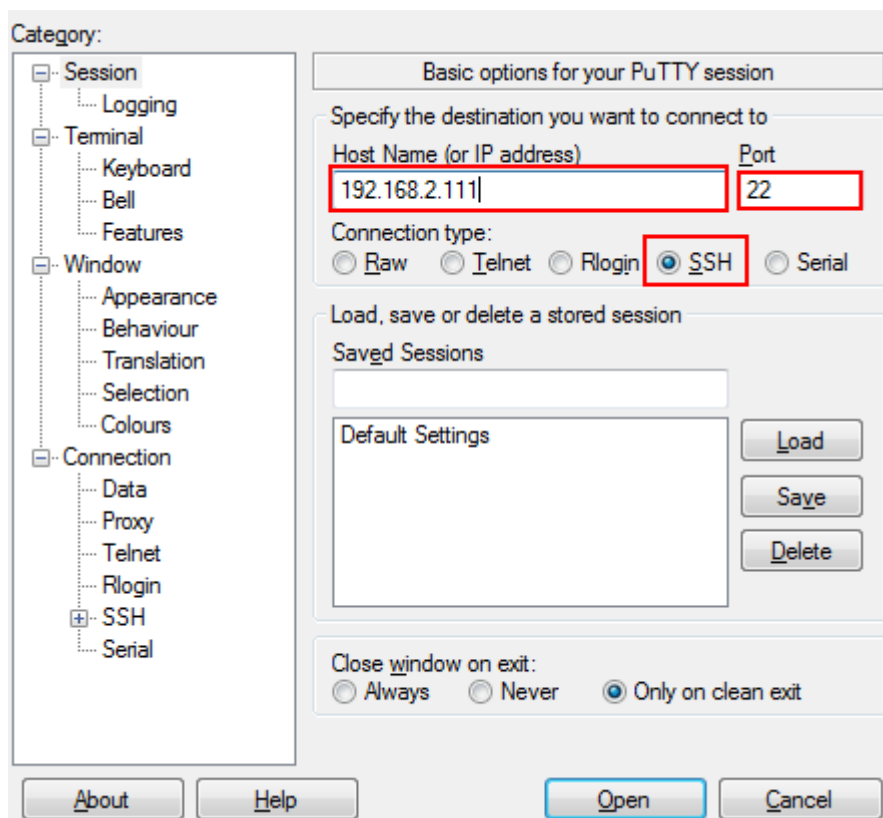 Category:
Session
Logging
Terminal
Keyboard
Bell
Features
Window
Appearance
Behaviour
Translation
Selection
Colours
Connection
Data
Proxy
Telnet
Rlogin
SSH
Serial
Basic options for your PuTTY session
Specify the destination you want to connect to
Host Name (or IP address) Port
192.168.2.111 22
Connection type:
Raw Telnet Rlogin SSH Serial
Load, save or delete a stored session
Saved Sessions
Default Settings
Load
Save
Delete
Close window on exit:
Always Never Only on clean exit
About Help Open Cancel